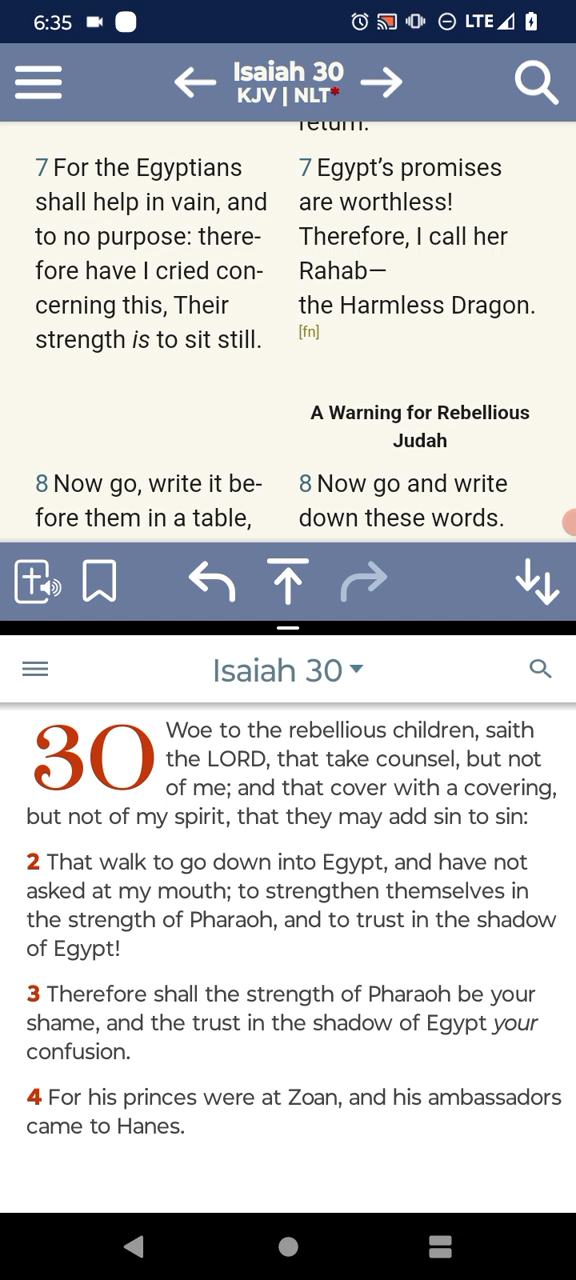 6:35
LTE
Isaiah 30
KJV | NLT*
return.
7 For the Egyptians
shall help in vain, and
to no purpose: there-
fore have I cried con-
cerning this, Their
strength is to sit still.
7 Egypt’s promises
are worthless!
Therefore, I call her
Rahab—
the Harmless Dragon.
[fn]
A Warning for Rebellious
Judah
8 Now go, write it be-
fore them in a table,
8 Now go and write
down these words.
Isaiah 30
30 Woe to the rebellious children, saith
the LORD, that take counsel, but not
of me; and that cover with a covering,
but not of my spirit, that they may add sin to sin:
2 That walk to go down into Egypt, and have not
asked at my mouth; to strengthen themselves in
the strength of Pharaoh, and to trust in the shadow
of Egypt!
3 Therefore shall the strength of Pharaoh be your
shame, and the trust in the shadow of Egypt your
confusion.
4 For his princes were at Zoan, and his ambassadors
came to Hanes.